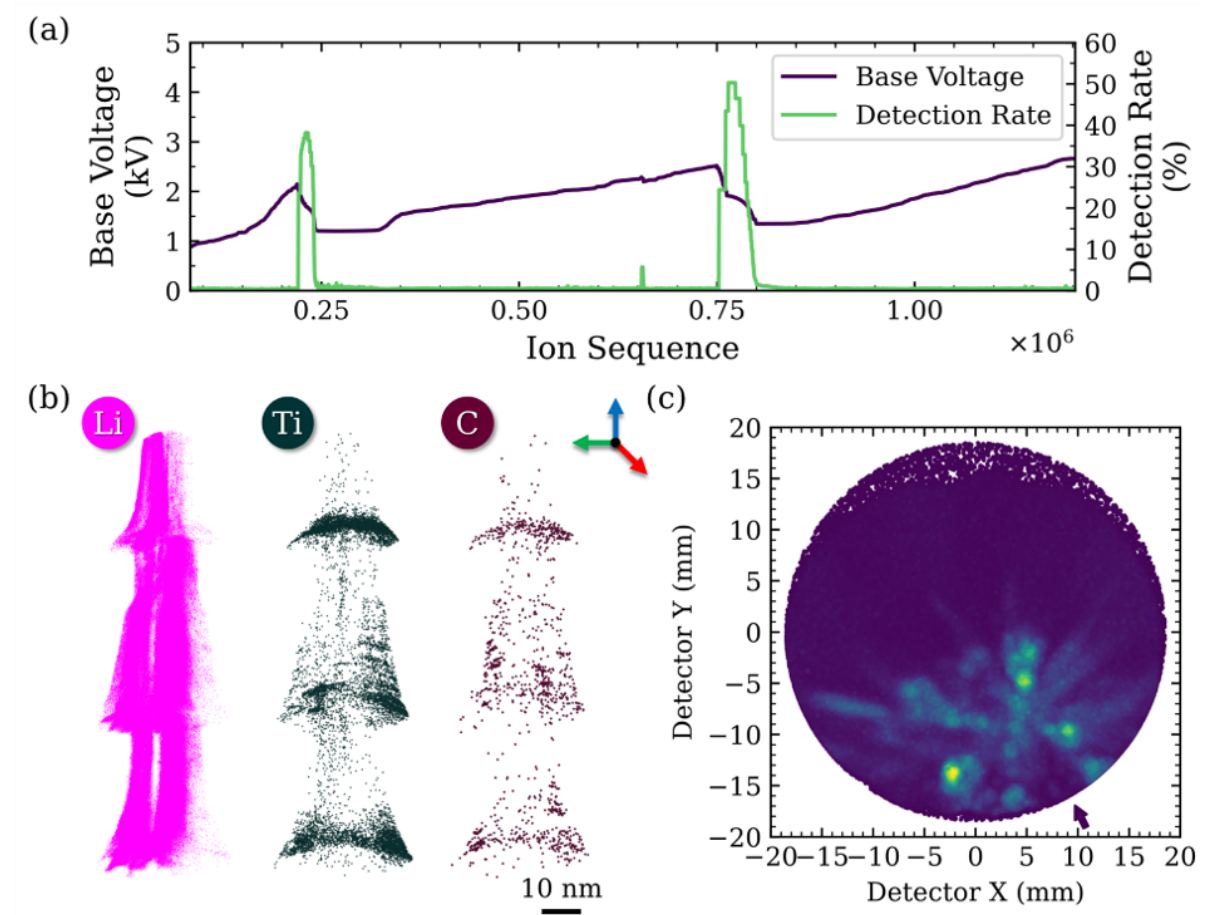 (a)
Base Voltage
(kV)
5
4
3
2
1
0
Base Voltage
Detection Rate
60
50
40
30
20
10
0
Detection Rate
(%)
0.25 0.50 0.75 1.00
Ion Sequence
×10⁶
(b)
Li
Ti
C
10 nm
(c)
Detector Y (mm)
20
15
10
5
0
−5
−10
−15
−20
−20 −15 −10 −5 0 5 10 15 20
Detector X (mm)